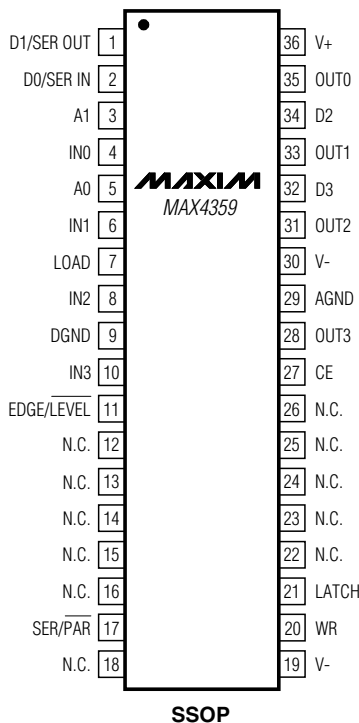 D1/SER OUT 1 36 V+
D0/SER IN 2 35 OUT0
A1 3 34 D2
IN0 4 33 OUT1
A0 5 MAXIM 32 D3
IN1 6 MAX4359 31 OUT2
LOAD 7 30 V-
IN2 8 29 AGND
DGND 9 28 OUT3
IN3 10 27 CE
EDGE/L̅E̅V̅E̅L̅ 11 26 N.C.
N.C. 12 25 N.C.
N.C. 13 24 N.C.
N.C. 14 23 N.C.
N.C. 15 22 N.C.
N.C. 16 21 LATCH
SER/P̅A̅R̅ 17 20 WR
N.C. 18 19 V-
SSOP